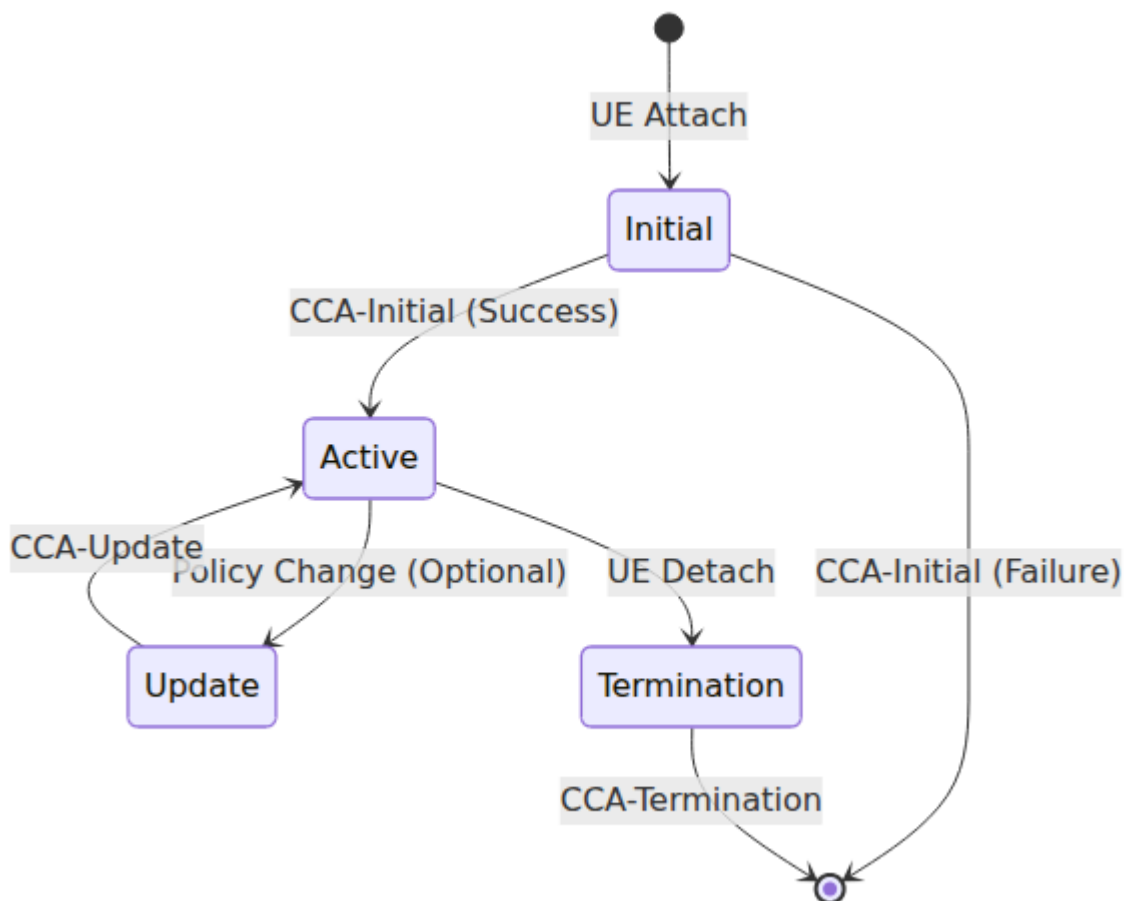 UE Attach
Initial
CCA-Initial (Success)
Active
CCA-Update
Policy Change (Optional)
UE Detach
CCA-Initial (Failure)
Update
Termination
CCA-Termination